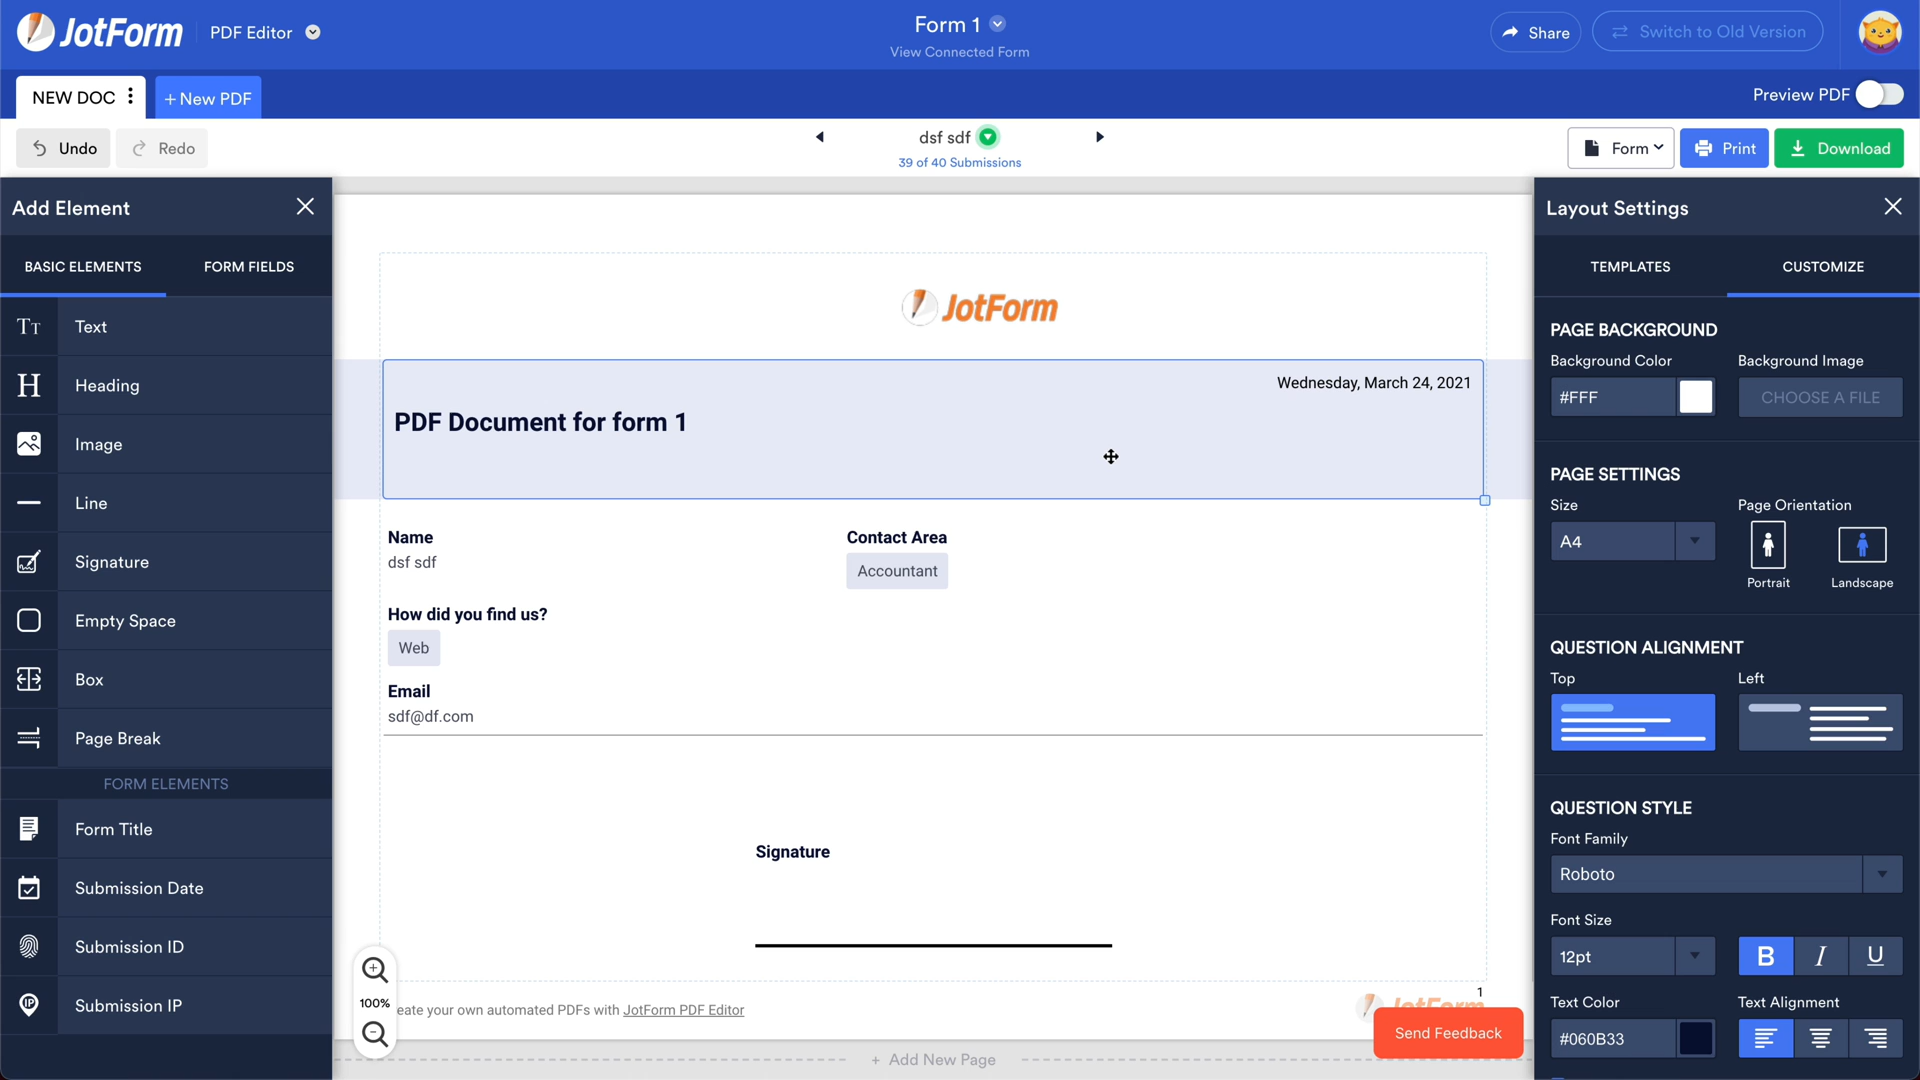 JotForm PDF Editor
Form 1
View Connected Form
Share
Switch to Old Version
NEW DOC
+ New PDF
Preview PDF
Undo
Redo
dsf sdf
39 of 40 Submissions
Form
Print
Download
Add Element
BASIC ELEMENTS
FORM FIELDS
Text
Heading
Image
Line
Signature
Empty Space
Box
Page Break
FORM ELEMENTS
Form Title
Submission Date
Submission ID
IP
Submission IP
JotForm
Wednesday, March 24, 2021
PDF Document for form 1
Name
dsf sdf
Contact Area
Accountant
How did you find us?
Web
Email
sdf@df.com
Signature
100%
eate your own automated PDFs with JotForm PDF Editor
1
JotForm
Send Feedback
+ Add New Page
Layout Settings
TEMPLATES
CUSTOMIZE
PAGE BACKGROUND
Background Color
Background Image
#FFF
CHOOSE A FILE
PAGE SETTINGS
Size
Page Orientation
A4
Portrait
Landscape
QUESTION ALIGNMENT
Top
Left
QUESTION STYLE
Font Family
Roboto
Font Size
12pt
B I U
Text Color
Text Alignment
#060B33